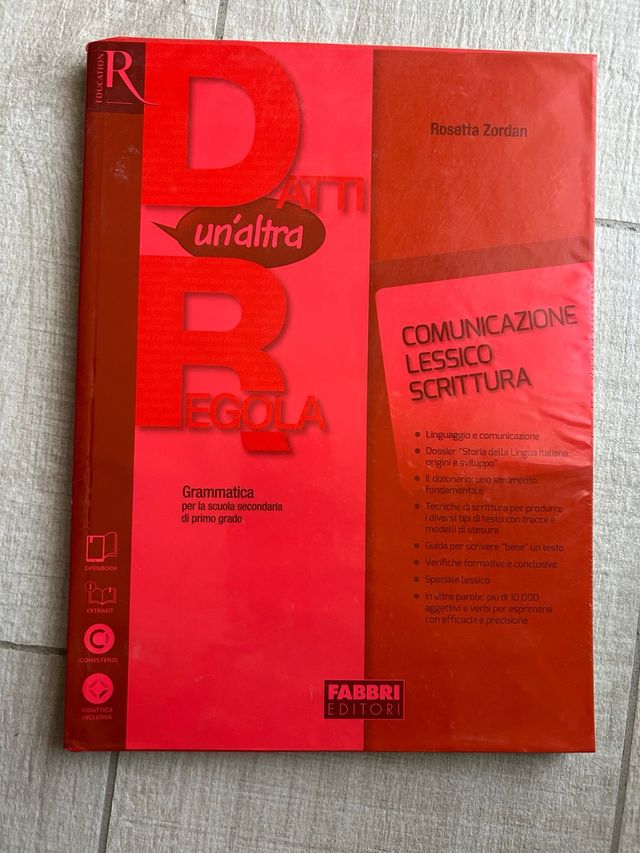 EDUCATION R
Rosetta Zordan
DATTI
un'altra
REGOLA
COMUNICAZIONE
LESSICO
SCRITTURA
• Linguaggio e comunicazione
• Dossier "Storia della Lingua Italiana:
origini e sviluppo"
• Il dizionario: uno strumento
fondamentale
• Tecniche di scrittura per produrre
i diversi tipi di testo con tracce e
modelli di stesura
• Guida per scrivere "bene" un testo
• Verifiche formative e conclusive
• Speciale lessico
• In altre parole: più di 10.000
aggettivi e verbi per esprimersi
con efficacia e precisione
Grammatica
per la scuola secondaria
di primo grado
OPENBOOK
EXTRAKIT
COMPETENZE
DIDATTICA
INCLUSIVA
FABBRI
EDITORI